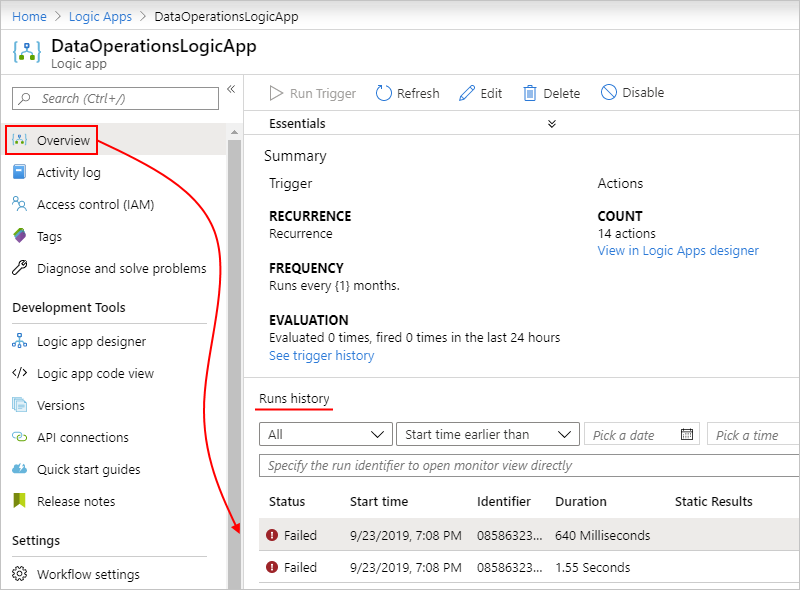 Home > Logic Apps > DataOperationsLogicApp
DataOperationsLogicApp
Logic app
Search (Ctrl+/)
«
Overview
Activity log
Access control (IAM)
Tags
Diagnose and solve problems
Development Tools
Logic app designer
</> Logic app code view
Versions
API connections
Quick start guides
Release notes
Settings
Workflow settings
Run Trigger Refresh Edit Delete Disable
Essentials
Summary
Trigger
RECURRENCE
Recurrence
FREQUENCY
Runs every {1} months.
EVALUATION
Evaluated 0 times, fired 0 times in the last 24 hours
See trigger history
Actions
COUNT
14 actions
View in Logic Apps designer
Runs history
All Start time earlier than Pick a date Pick a time
Specify the run identifier to open monitor view directly
Status Start time Identifier Duration Static Results
Failed 9/23/2019, 7:08 PM 08586323... 640 Milliseconds
Failed 9/23/2019, 7:08 PM 08586323... 1.55 Seconds